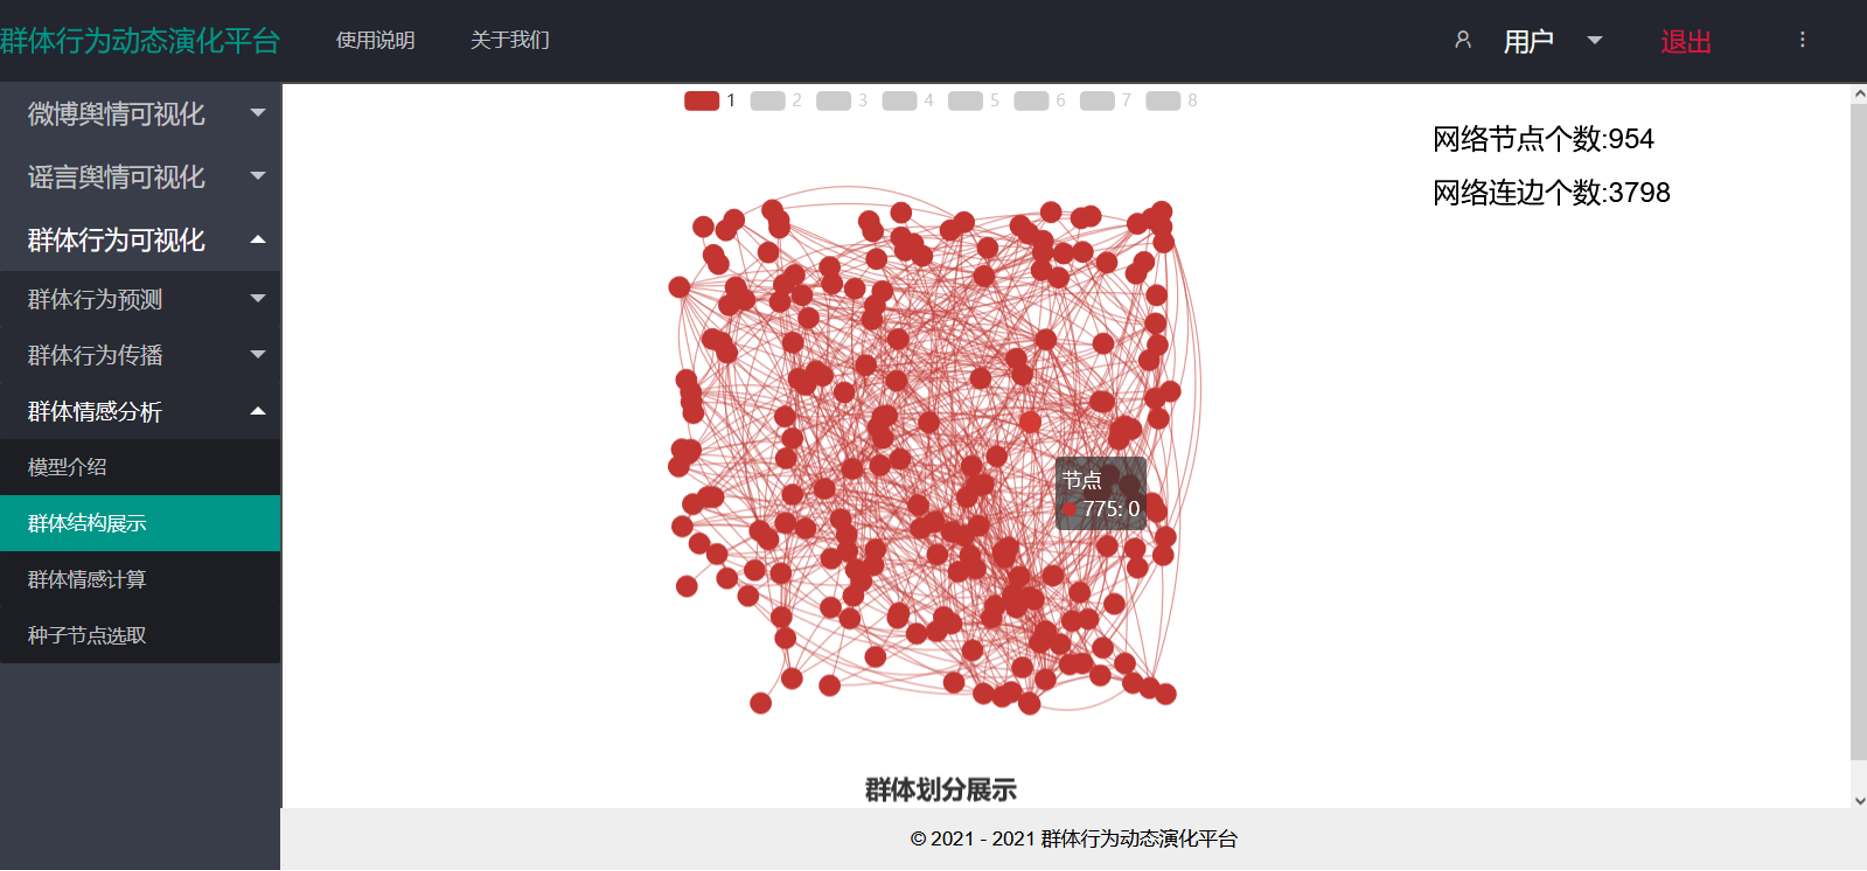 群体行为动态演化平台 使用说明 关于我们 用户 退出
微博舆情可视化
谣言舆情可视化
群体行为可视化
群体行为预测
群体行为传播
群体情感分析
模型介绍
群体结构展示
群体情感计算
种子节点选取
1 2 3 4 5 6 7 8
网络节点个数:954
网络连边个数:3798
节点
775: 0
群体划分展示
© 2021 - 2021 群体行为动态演化平台